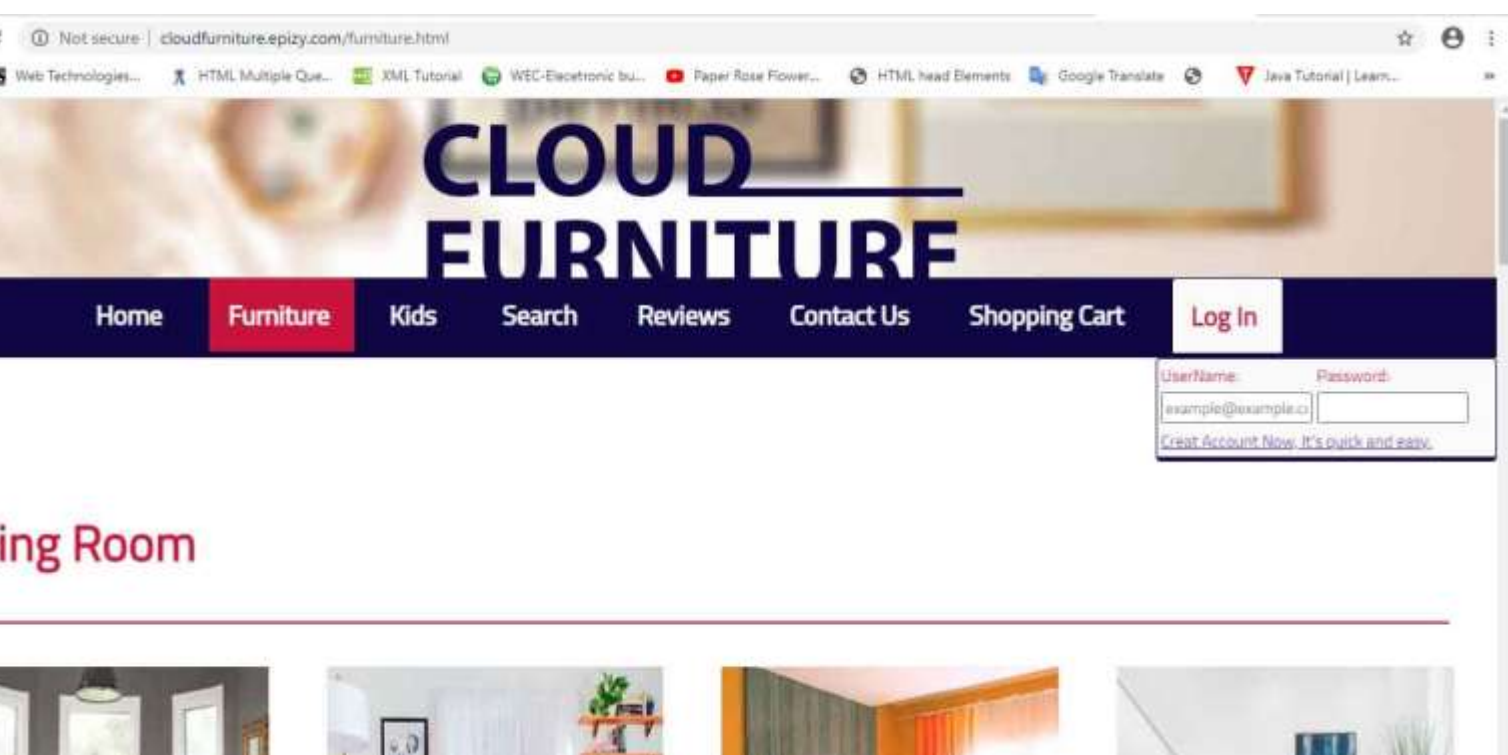 Not secure | cloudfurniture.epizy.com/furniture.html
Web Technologies... HTML Multiple Que... XML Tutorial WEC-Elecetronic bu... Paper Rose Flower... HTML head Elements Google Translate Java Tutorial | Learn...
CLOUD
FURNITURE
Home Furniture Kids Search Reviews Contact Us Shopping Cart Log In
UserName: Password:
example@example.c
Creat Account Now, It's quick and easy.
ing Room